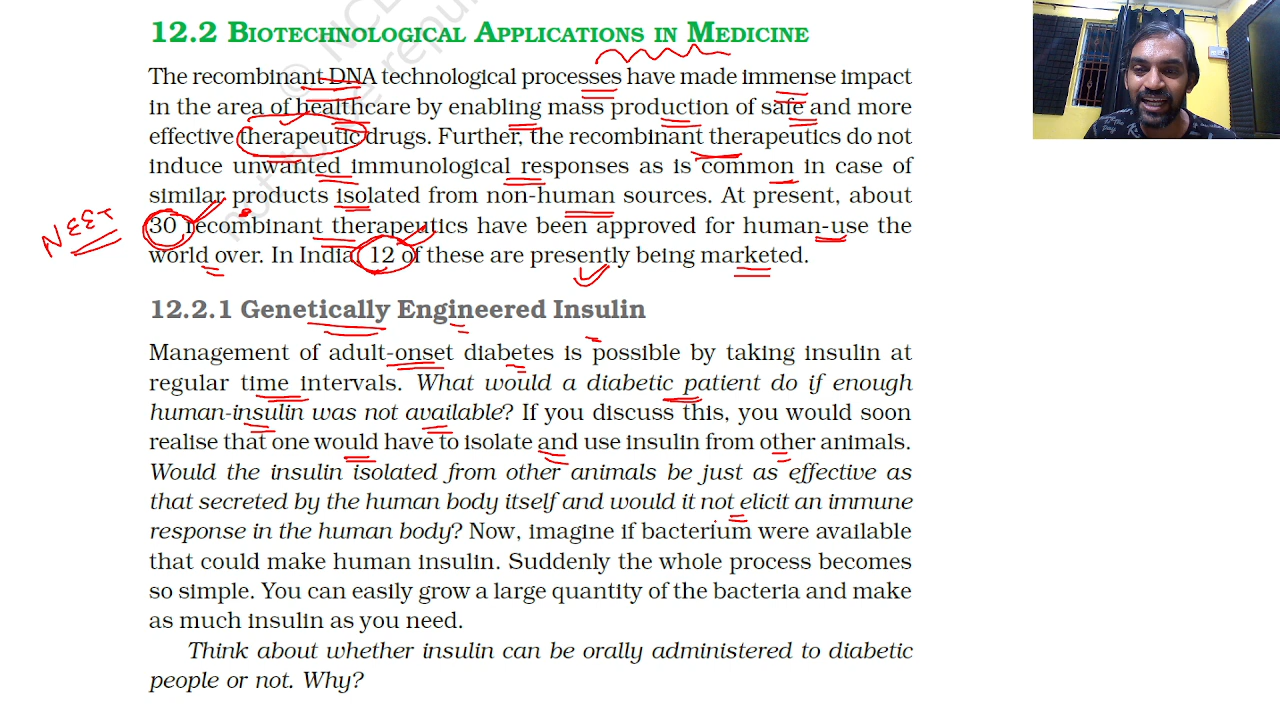 12.2 BIOTECHNOLOGICAL APPLICATIONS IN MEDICINE
The recombinant DNA technological processes have made immense impact
in the area of healthcare by enabling mass production of safe and more
effective therapeutic drugs. Further, the recombinant therapeutics do not
induce unwanted immunological responses as is common in case of
similar products isolated from non-human sources. At present, about
NEET
30 recombinant therapeutics have been approved for human-use the
world over. In India, 12 of these are presently being marketed.
12.2.1 Genetically Engineered Insulin
Management of adult-onset diabetes is possible by taking insulin at
regular time intervals. What would a diabetic patient do if enough
human-insulin was not available? If you discuss this, you would soon
realise that one would have to isolate and use insulin from other animals.
Would the insulin isolated from other animals be just as effective as
that secreted by the human body itself and would it not elicit an immune
response in the human body? Now, imagine if bacterium were available
that could make human insulin. Suddenly the whole process becomes
so simple. You can easily grow a large quantity of the bacteria and make
as much insulin as you need.
Think about whether insulin can be orally administered to diabetic
people or not. Why?